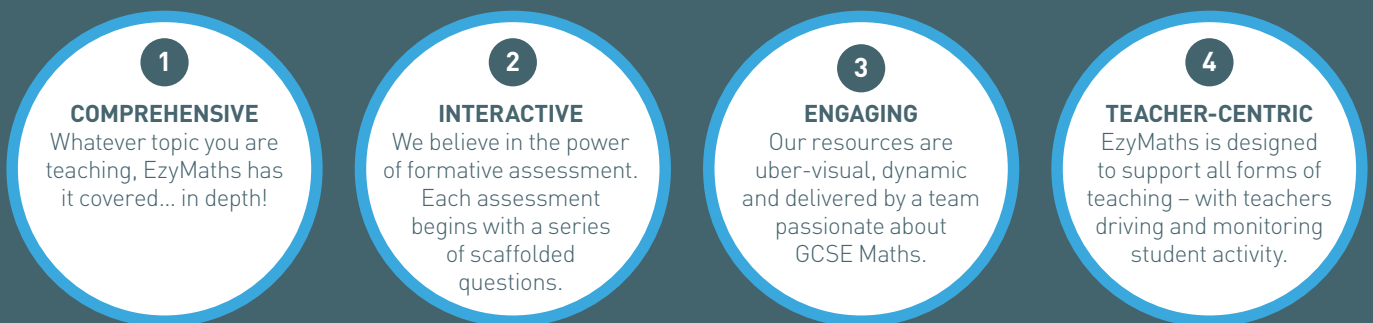 1
COMPREHENSIVE
Whatever topic you are
teaching, EzyMaths has
it covered... in depth!
2
INTERACTIVE
We believe in the power
of formative assessment.
Each assessment
begins with a series
of scaffolded
questions.
3
ENGAGING
Our resources are
uber-visual, dynamic
and delivered by a team
passionate about
GCSE Maths.
4
TEACHER-CENTRIC
EzyMaths is designed
to support all forms of
teaching – with teachers
driving and monitoring
student activity.